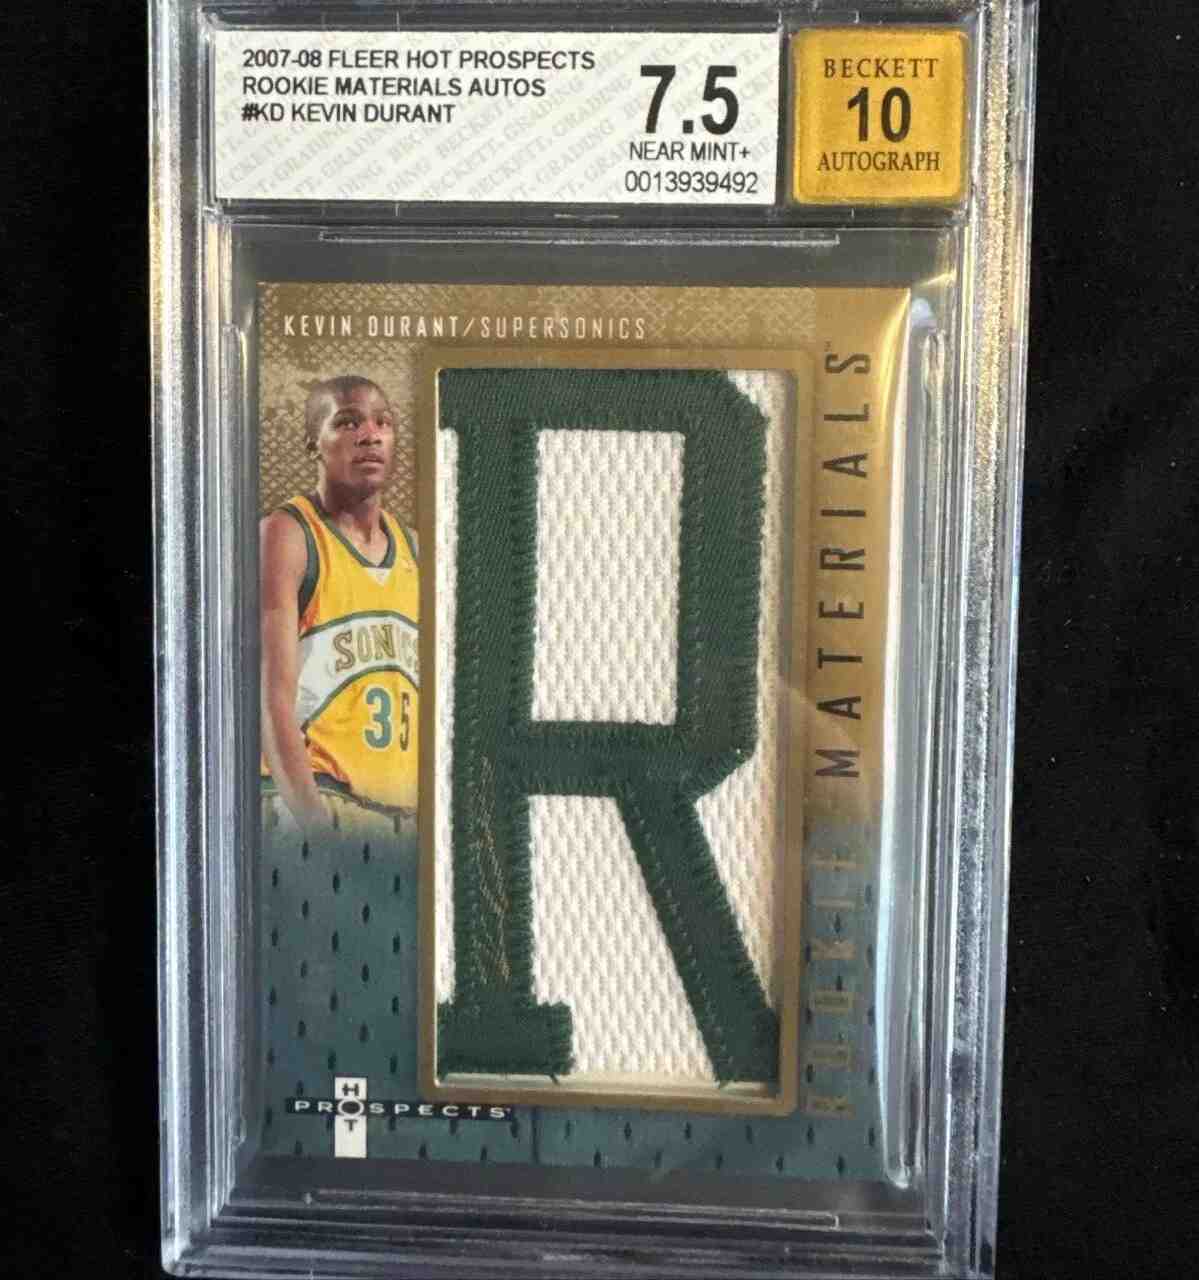 2007-08 FLEER HOT PROSPECTS
ROOKIE MATERIALS AUTOS
#KD KEVIN DURANT
7.5
NEAR MINT+
0013939492
BECKETT
10
AUTOGRAPH
KEVIN DURANT/SUPERSONICS
SONICS
35
R
ROOKIE MATERIALS™
HOT
PROSPECTS